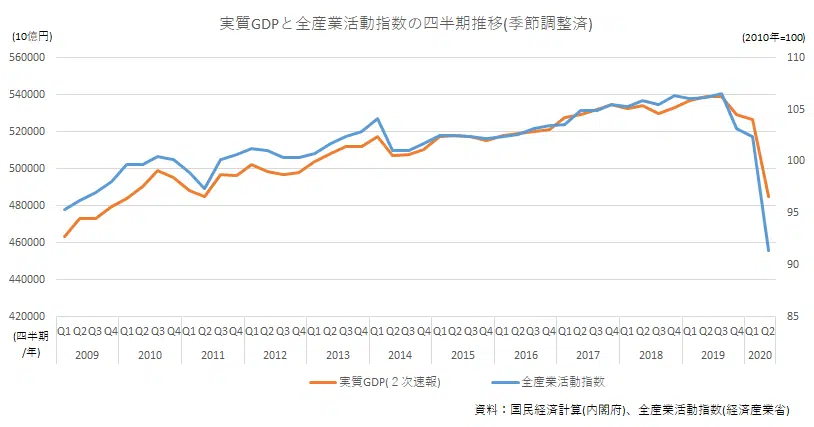 実質GDPと全産業活動指数の四半期推移(季節調整済)
(10億円) (2010年=100)
560000 110
540000 105
520000 100
500000
480000 95
460000 90
440000
420000 85
(四半期 Q1 Q2 Q3 Q4 Q1 Q2 Q3 Q4 Q1 Q2 Q3 Q4 Q1 Q2 Q3 Q4 Q1 Q2 Q3 Q4 Q1 Q2 Q3 Q4 Q1 Q2 Q3 Q4 Q1 Q2 Q3 Q4 Q1 Q2 Q3 Q4 Q1 Q2 Q3 Q4 Q1 Q2 Q3 Q4 Q1 Q2
/年) 2009 2010 2011 2012 2013 2014 2015 2016 2017 2018 2019 2020
実質GDP(２次速報) 全産業活動指数
資料：国民経済計算(内閣府)、全産業活動指数(経済産業省)